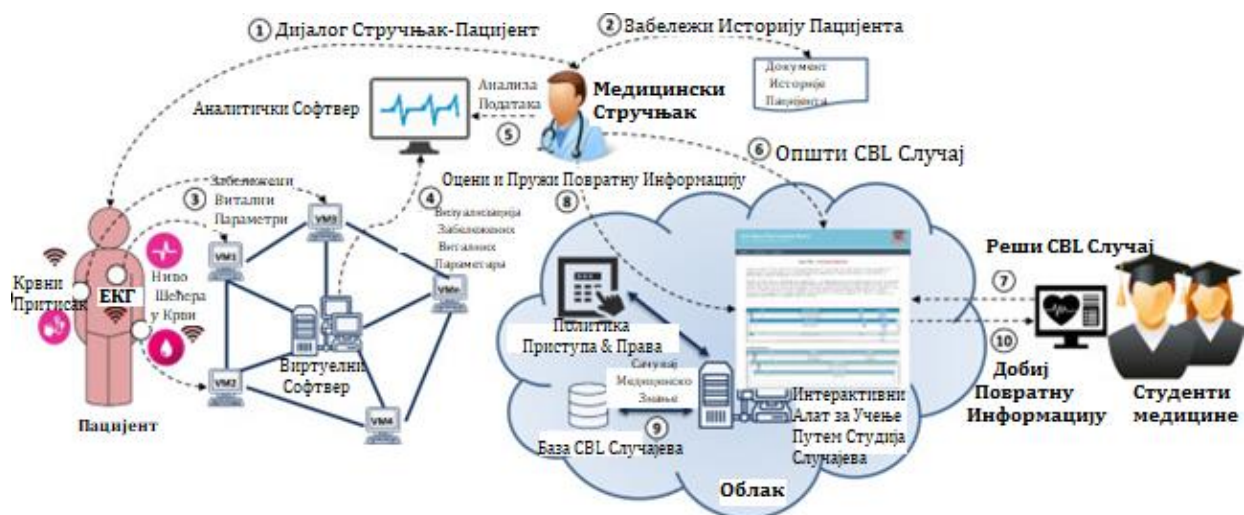 ① Дијалог Стручњак-Пацијент
② Забележи Историју Пацијента
Документ
Историје
Пацијента
Анализа
Података
⑤
Медицински
Стручњак
Аналитички Софтвер
⑥ Општи CBL Случај
Оцени и Пружи Повратну Информацију
⑧
③
Забележени
Витални
Параметри
④
Визуализација
Забележених
Виталних
Параметара
VM3
VM1
VMn
VM2
VM4
Виртуелни
Софтвер
Крвни
Притисак
ЕКГ
Ниво
Шећера
у Крви
Пацијент
Политика
Приступа & Права
Сачувај
Медицинско
Знање
⑨
База CBL Случајева
Интерактивни
Алат за Учење
Путем Студија
Случајева
Облак
Реши CBL Случај
⑦
⑩
Добиј
Повратну
Информацију
Студенти
медицине